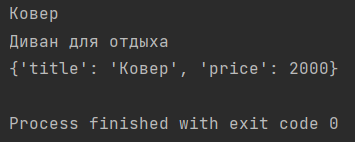 Ковер
Диван для отдыха
{'title': 'Ковер', 'price': 2000}
Process finished with exit code 0